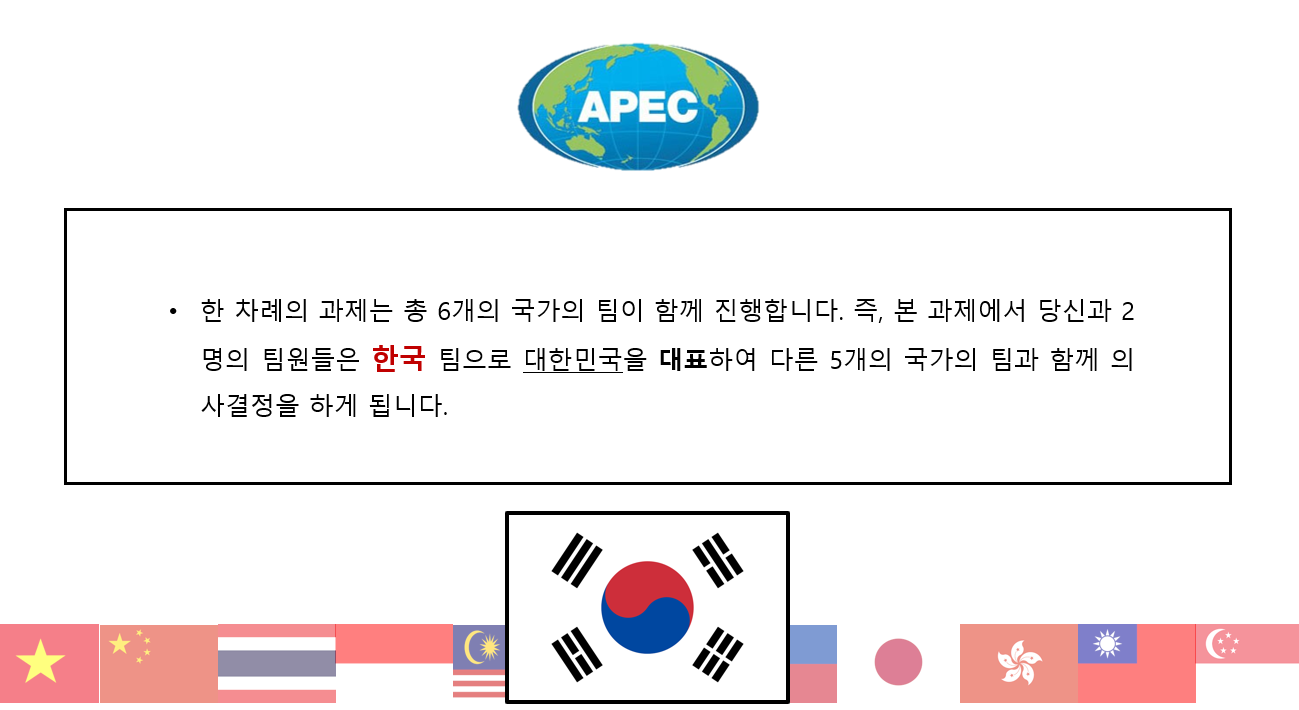 APEC
• 한 차례의 과제는 총 6개의 국가의 팀이 함께 진행합니다. 즉, 본 과제에서 당신과 2
명의 팀원들은 한국 팀으로 대한민국을 대표하여 다른 5개의 국가의 팀과 함께 의
사결정을 하게 됩니다.